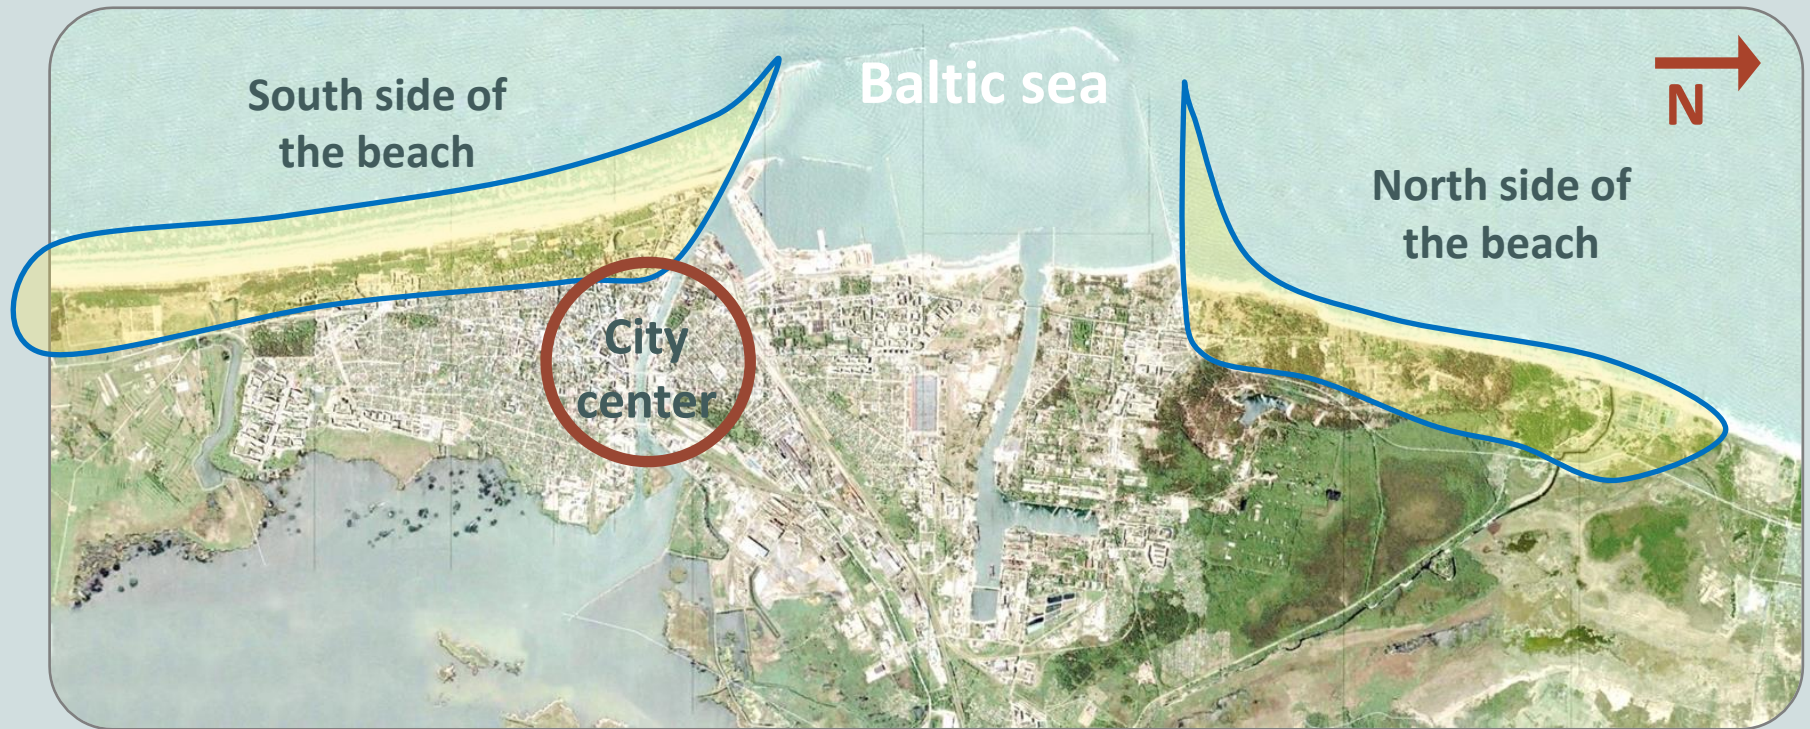 South side of
the beach
Baltic sea
N
North side of
the beach
City
center